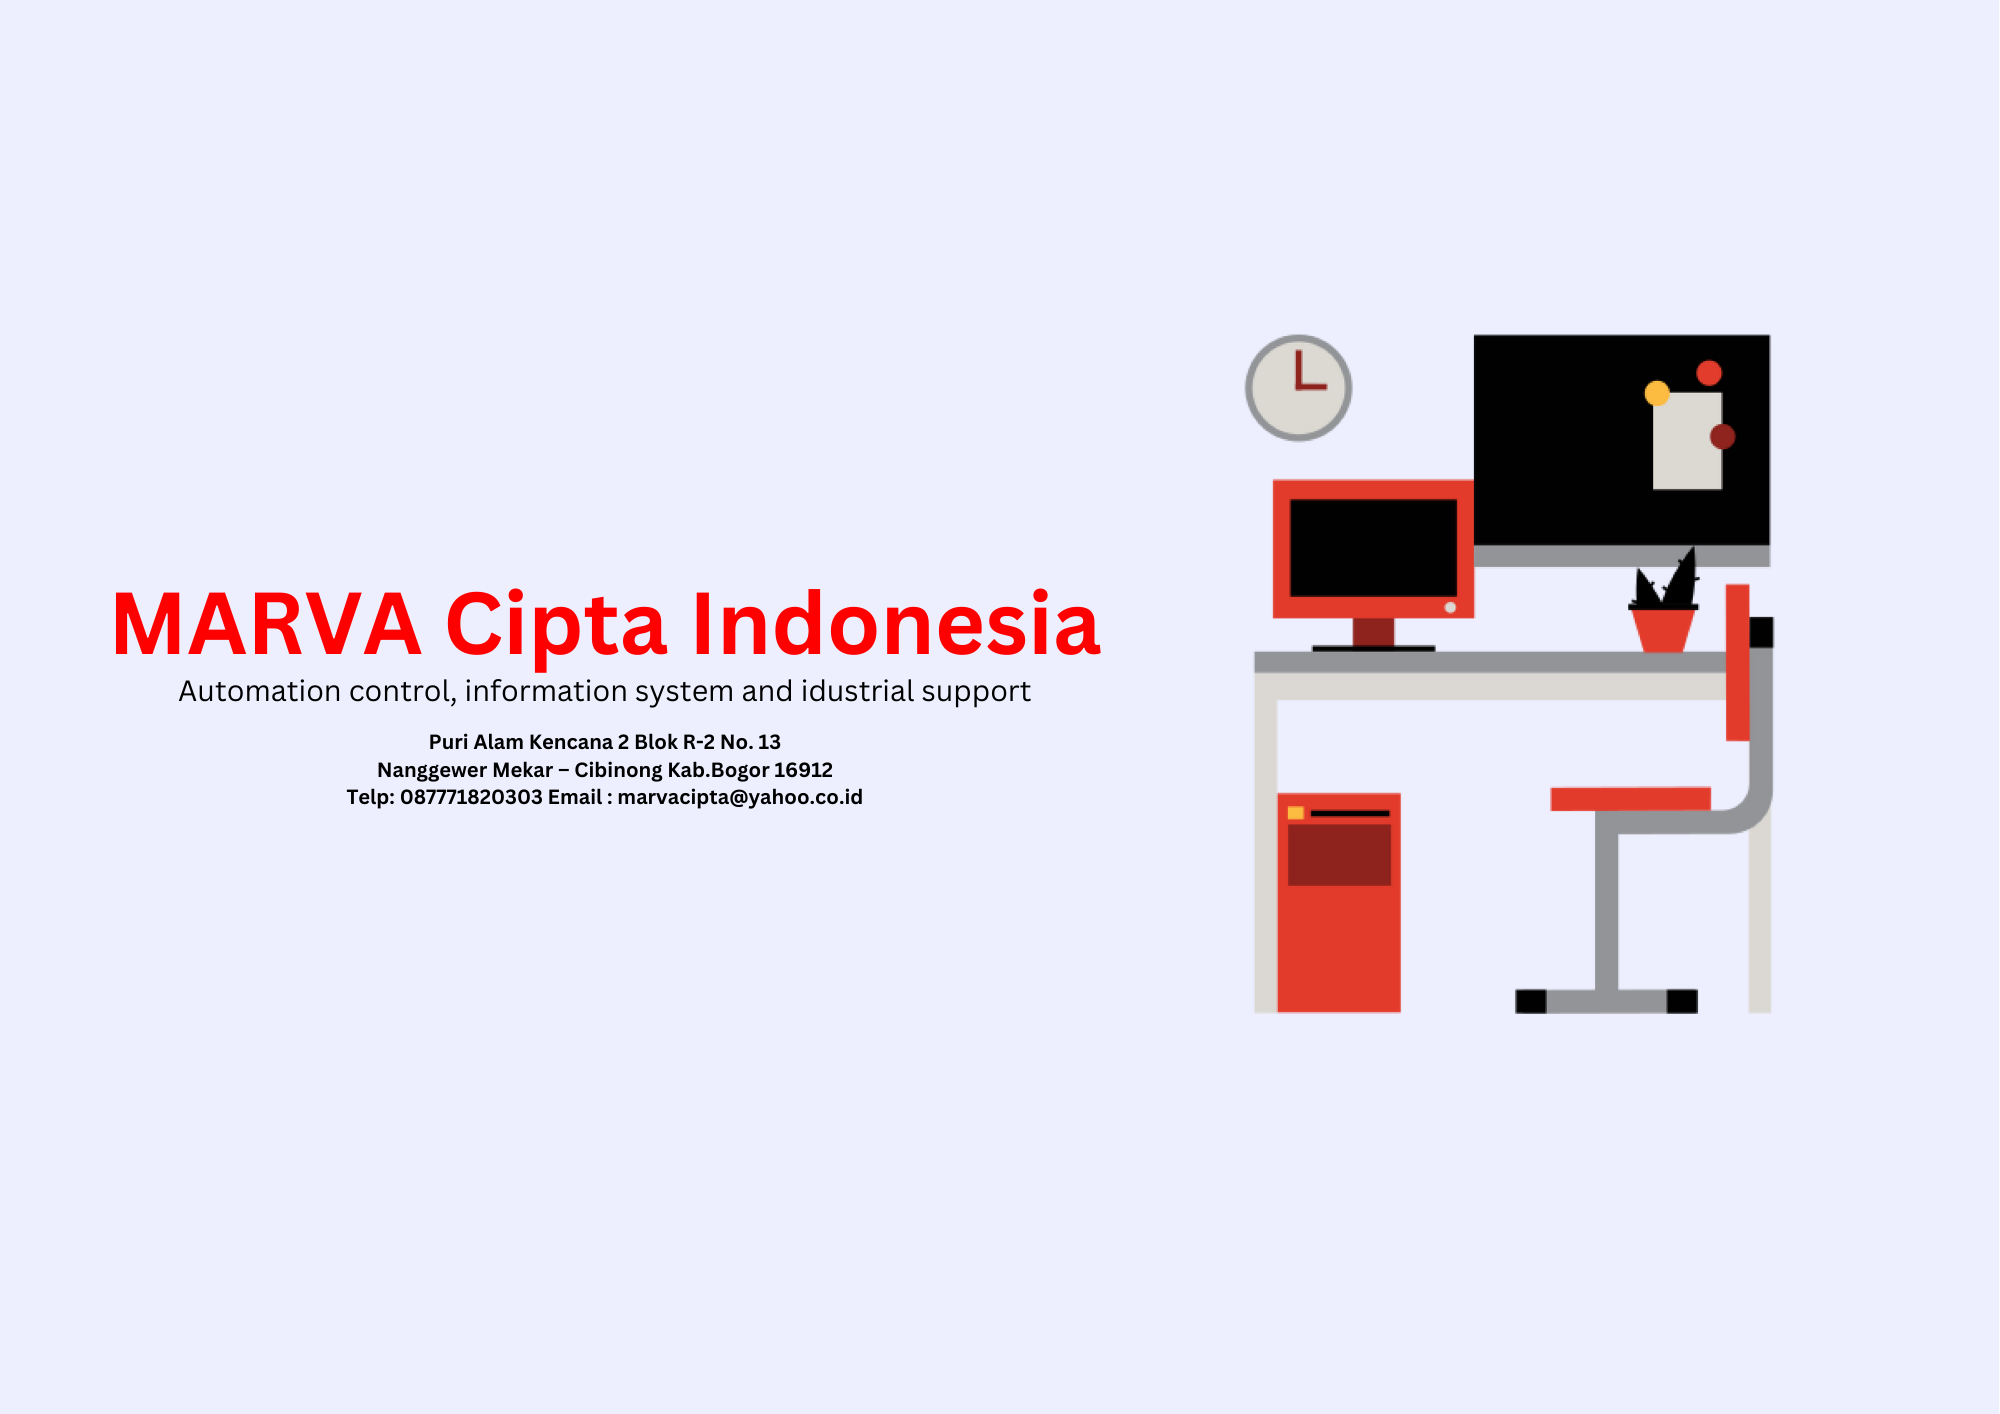 MARVA Cipta Indonesia
Automation control, information system and idustrial support
Puri Alam Kencana 2 Blok R-2 No. 13
Nanggewer Mekar – Cibinong Kab.Bogor 16912
Telp: 087771820303 Email : marvacipta@yahoo.co.id